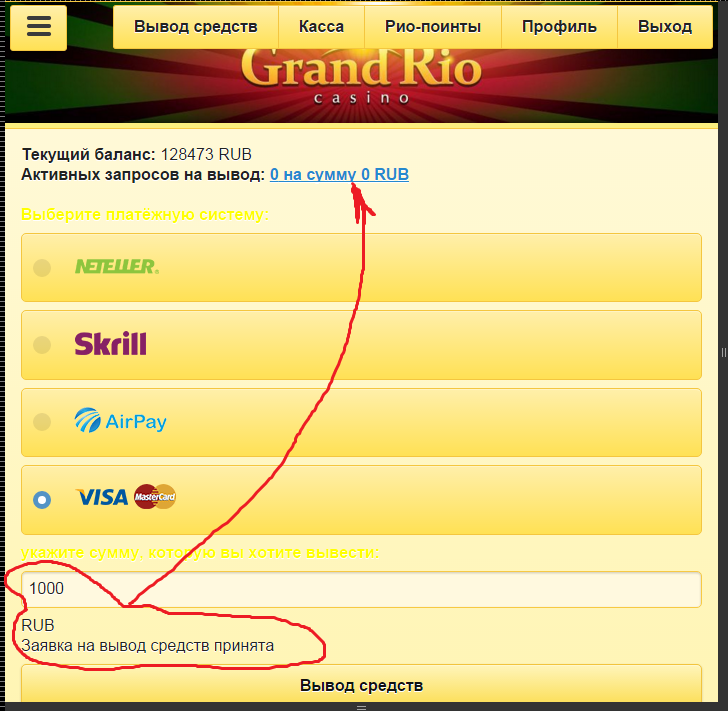 Вывод средств Касса Рио-поинты Профиль Выход
Grand Rio
casino
Текущий баланс: 128473 RUB
Активных запросов на вывод: 0 на сумму 0 RUB
Выберите платёжную систему:
NETELLER®
Skrill
AirPay
VISA MasterCard
укажите сумму, которую вы хотите вывести:
1000
RUB
Заявка на вывод средств принята
Вывод средств